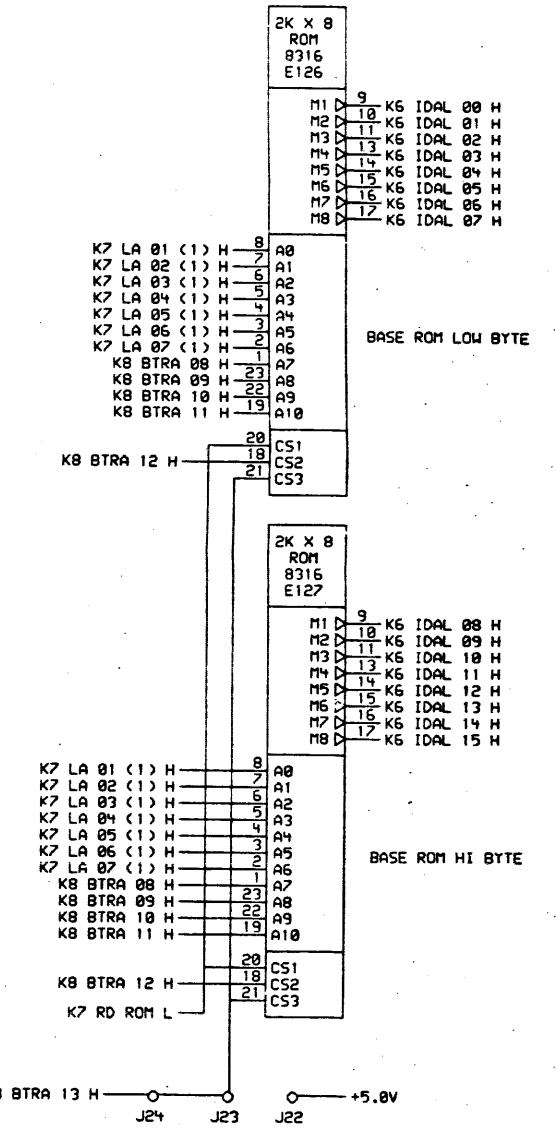 2K X 8
ROM
8316
E126
M1 9 K6 IDAL 00 H
M2 10 K6 IDAL 01 H
M3 11 K6 IDAL 02 H
M4 13 K6 IDAL 03 H
M5 14 K6 IDAL 04 H
M6 15 K6 IDAL 05 H
M7 16 K6 IDAL 06 H
M8 17 K6 IDAL 07 H
K7 LA 01 (1) H 8 A0
K7 LA 02 (1) H 7 A1
K7 LA 03 (1) H 6 A2
K7 LA 04 (1) H 5 A3
K7 LA 05 (1) H 4 A4
K7 LA 06 (1) H 3 A5
K7 LA 07 (1) H 2 A6
K8 BTRA 08 H 1 A7
K8 BTRA 09 H 23 A8
K8 BTRA 10 H 22 A9
K8 BTRA 11 H 19 A10
BASE ROM LOW BYTE
20 CS1
K8 BTRA 12 H 18 CS2
21 CS3
2K X 8
ROM
8316
E127
M1 9 K6 IDAL 08 H
M2 10 K6 IDAL 09 H
M3 11 K6 IDAL 10 H
M4 13 K6 IDAL 11 H
M5 14 K6 IDAL 12 H
M6 15 K6 IDAL 13 H
M7 16 K6 IDAL 14 H
M8 17 K6 IDAL 15 H
K7 LA 01 (1) H 8 A0
K7 LA 02 (1) H 7 A1
K7 LA 03 (1) H 6 A2
K7 LA 04 (1) H 5 A3
K7 LA 05 (1) H 4 A4
K7 LA 06 (1) H 3 A5
K7 LA 07 (1) H 2 A6
K8 BTRA 08 H 1 A7
K8 BTRA 09 H 23 A8
K8 BTRA 10 H 22 A9
K8 BTRA 11 H 19 A10
BASE ROM HI BYTE
20 CS1
K8 BTRA 12 H 18 CS2
21 CS3
K7 RD ROM L
BTRA 13 H
+5.0V
J24 J23 J22